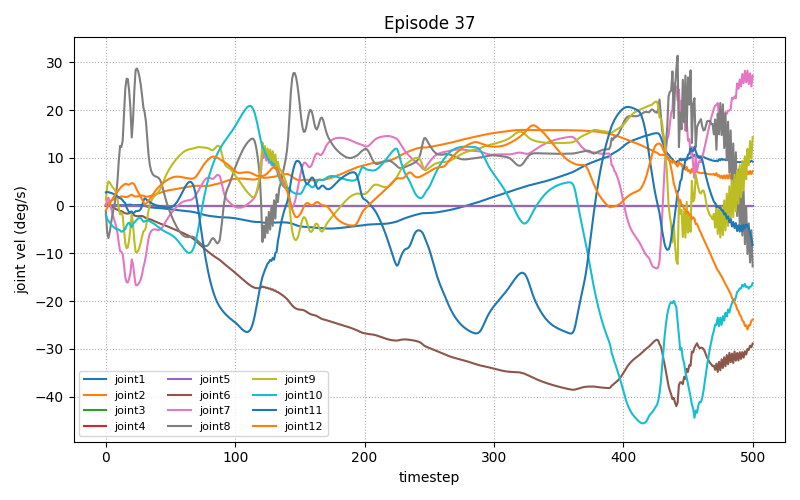 Episode 37
joint vel (deg/s)
30
20
10
0
−10
−20
−30
−40
joint1
joint2
joint3
joint4
joint5
joint6
joint7
joint8
joint9
joint10
joint11
joint12
0
100
200
300
400
500
timestep